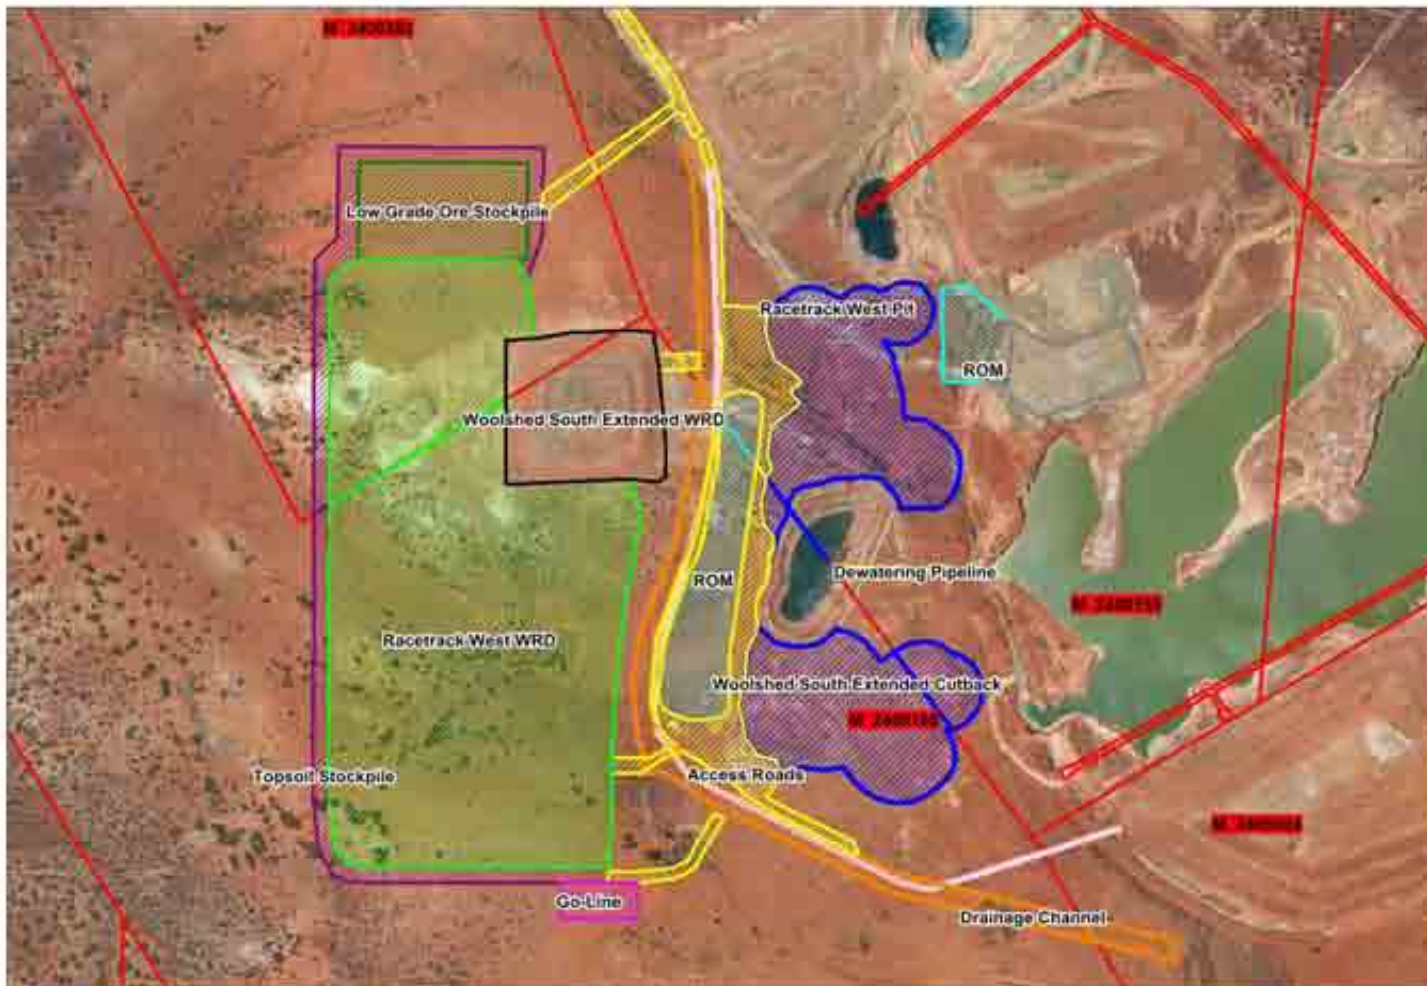 Low Grade Ore Stockpile
Racetrack West Pit
ROM
Woolshed South Extended WRD
ROM
Dewatering Pipeline
Racetrack West WRD
Woolshed South Extended Cutback
Topsoil Stockpile
Access Roads
Go-Line
Drainage Channel